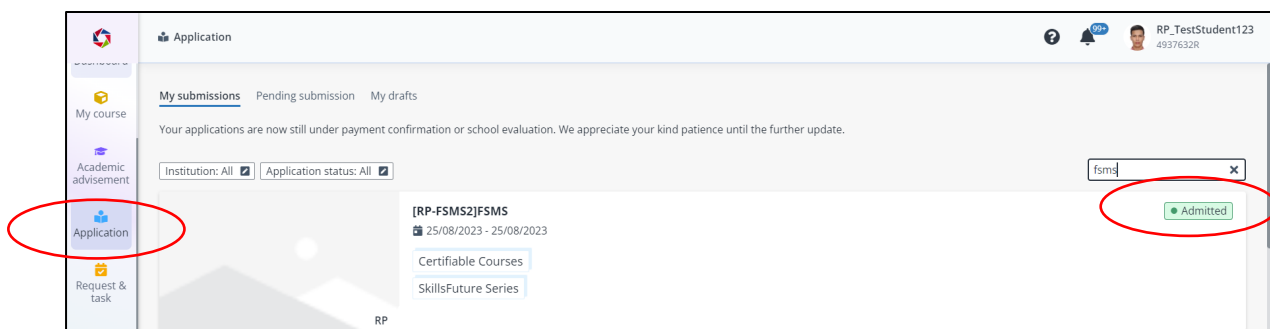 Application
99+
RP_TestStudent123
4937632R
My course
Academic
advisement
Application
Request &
task
My submissions Pending submission My drafts
Your applications are now still under payment confirmation or school evaluation. We appreciate your kind patience until the further update.
Institution: All Application status: All
fsms
[RP-FSMS2]FSMS
Admitted
25/08/2023 - 25/08/2023
Certifiable Courses
SkillsFuture Series
RP